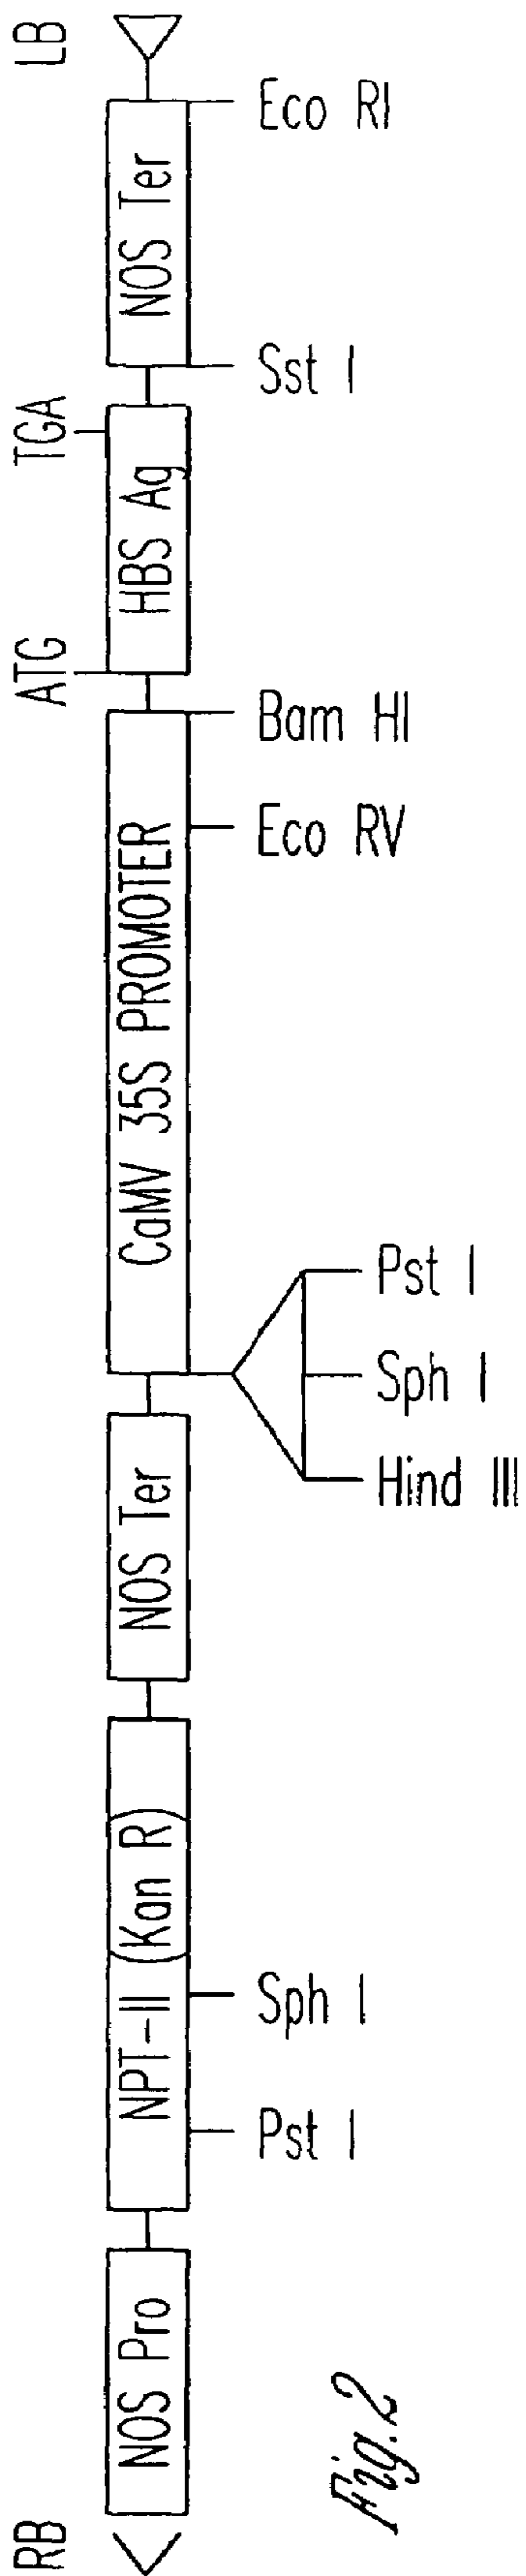 RB
LB
ATG
TGA
NOS Pro
NPT-II (Kan R)
NOS Ter
CaMV 35S PROMOTER
HBS Ag
NOS Ter
Pst I
Sph I
Hind III
Sph I
Pst I
Eco RV
Bam HI
Sst I
Eco RI
Fig. 2